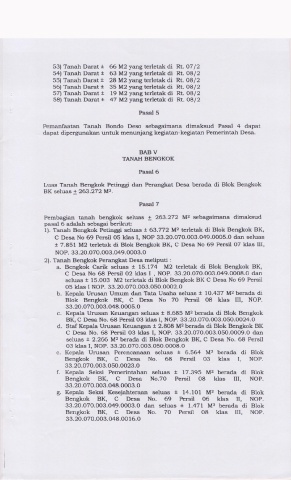 53) Tanah Darat ± 66 M2 yang terletak di Rt. 07/2
54) Tanah Darat ± 63 M2 yang terletak di Rt. 08/2
55) Tanah Darat ± 28 M2 yang terletak di Rt. 08/2
56) Tanah Darat ± 35 M2 yang terletak di Rt. 08/2
57) Tanah Darat ± 19 M2 yang terletak di Rt. 08/2
58) Tanah Darat ± 47 M2 yang terletak di Rt. 08/2
Pasal 5
Pemanfaatan Tanah Bondo Desa sebagaimana dimaksud Pasal 4 dapat
dapat dipergunakan untuk menunjang kegiatan-kegiatan Pemerintah Desa.
BAB V
TANAH BENGKOK
Pasal 6
Luas Tanah Bengkok Petinggi dan Perangkat Desa berada di Blok Bengkok
BK seluas ± 263.272 M².
Pasal 7
Pembagian tanah bengkok seluas ± 263.272 M² sebagaimana dimaksud
pasal 6 adalah sebagai berikut:
1). Tanah Bengkok Petinggi seluas ± 63.772 M² terletak di Blok Bengkok BK,
C Desa No 69 Persil 05 klas I, NOP 33.20.070.003.049.0005.0 dan seluas
± 7.851 M2 terletak di Blok Bengkok BK, C Desa No 69 Persil 07 klas III,
NOP. 33.20.070.003.049.0003.0
2). Tanah Bengkok Perangkat Desa meliputi :
a. Bengkok Carik seluas ± 15.174 M2 terletak di Blok Bengkok BK,
C Desa No 68 Persil 02 klas I , NOP. 33.20.070.003.049.0008.0 dan
seluas ± 15.003 M2 terletak di Blok Bengkok BK C Desa No 69 Persil
05 klas I NOP. 33.20.070.003.050.0002.0
b. Kepala Urusan Umum dan Tata Usaha seluas ± 10.437 M² berada di
Blok Bengkok BK, C Desa No 70 Persil 08 klas III, NOP.
33.20.070.003.048.0005.0
c. Kepala Urusan Keuangan seluas ± 8.685 M² berada di Blok Bengkok
BK, C Desa No. 68 Persil 03 klas I, NOP. 33.20.070.003.050.0024.0
d. Staf Kepala Urusan Keuangan ± 2.808 M² berada di Blok Bengkok BK
C Desa No. 68 Persil 03 klas I, NOP. 33.20.070.003.050.0009.0 dan
seluas ± 2.266 M² berada di Blok Bengkok BK, C Desa No. 68 Persil
03 klas I, NOP. 33.20.070.003.050.0008.0
e. Kepala Urusan Perencanaan seluas ± 6.564 M² berada di Blok
Bengkok BK, C Desa No. 68 Persil 03 klas I, NOP.
33.20.070.003.050.0023.0
f. Kepala Seksi Pemerintahan seluas ± 17.395 M² berada di Blok
Bengkok BK, C Desa No.70 Persil 08 klas III, NOP.
33.20.070.003.048.0003.0
g. Kepala Seksi Kesejahteraan seluas ± 14.101 M² berada di Blok
Bengkok BK, C Desa No. 69 Persil 06 klas II, NOP.
33.20.070.003.049.0003.0 dan seluas ± 1.471 M² berada di Blok
Bengkok BK, C Desa No. 70 Persil 08 klas III, NOP.
33.20.070.003.048.0016.0